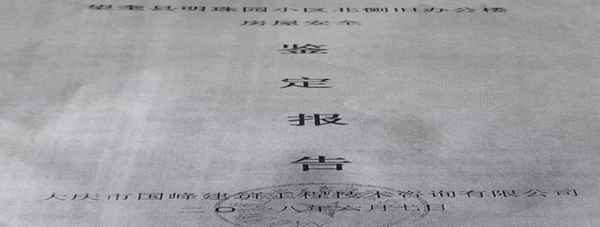 望奎县明珠园小区北侧旧办公楼
房屋安全
鉴
定
报
告
大庆市国峰建筑工程技术咨询有限公司
二〇一八年六月七日